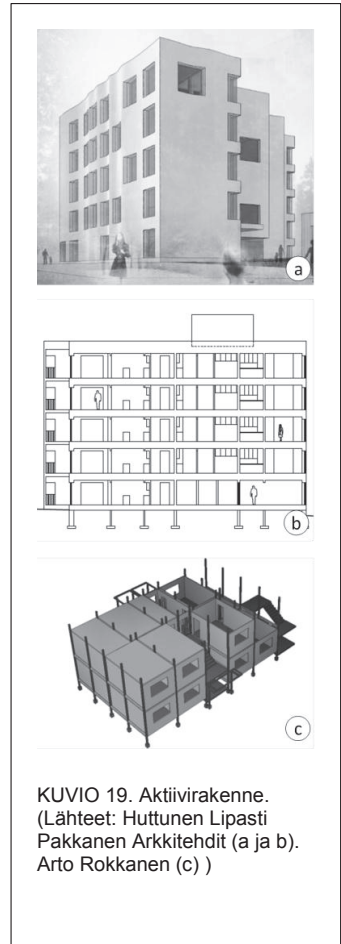 a
b
c
KUVIO 19. Aktiivirakenne.
(Lähteet: Huttunen Lipasti
Pakkanen Arkkitehdit (a ja b).
Arto Rokkanen (c) )